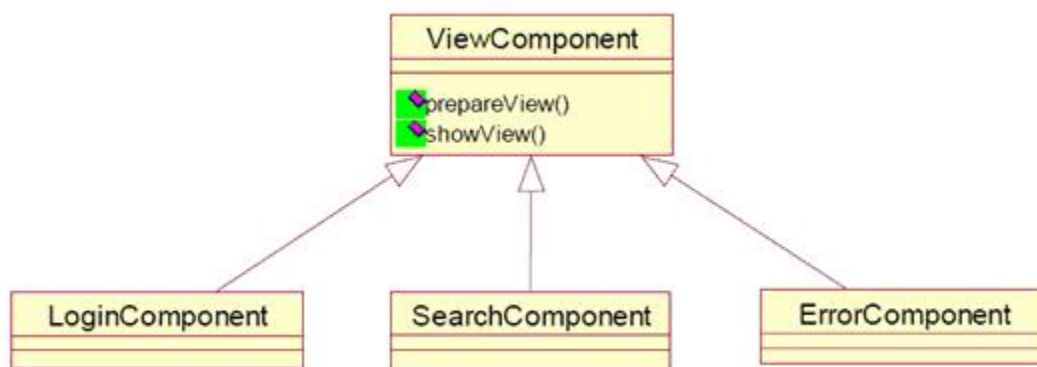 ViewComponent
prepareView()
showView()
LoginComponent
SearchComponent
ErrorComponent